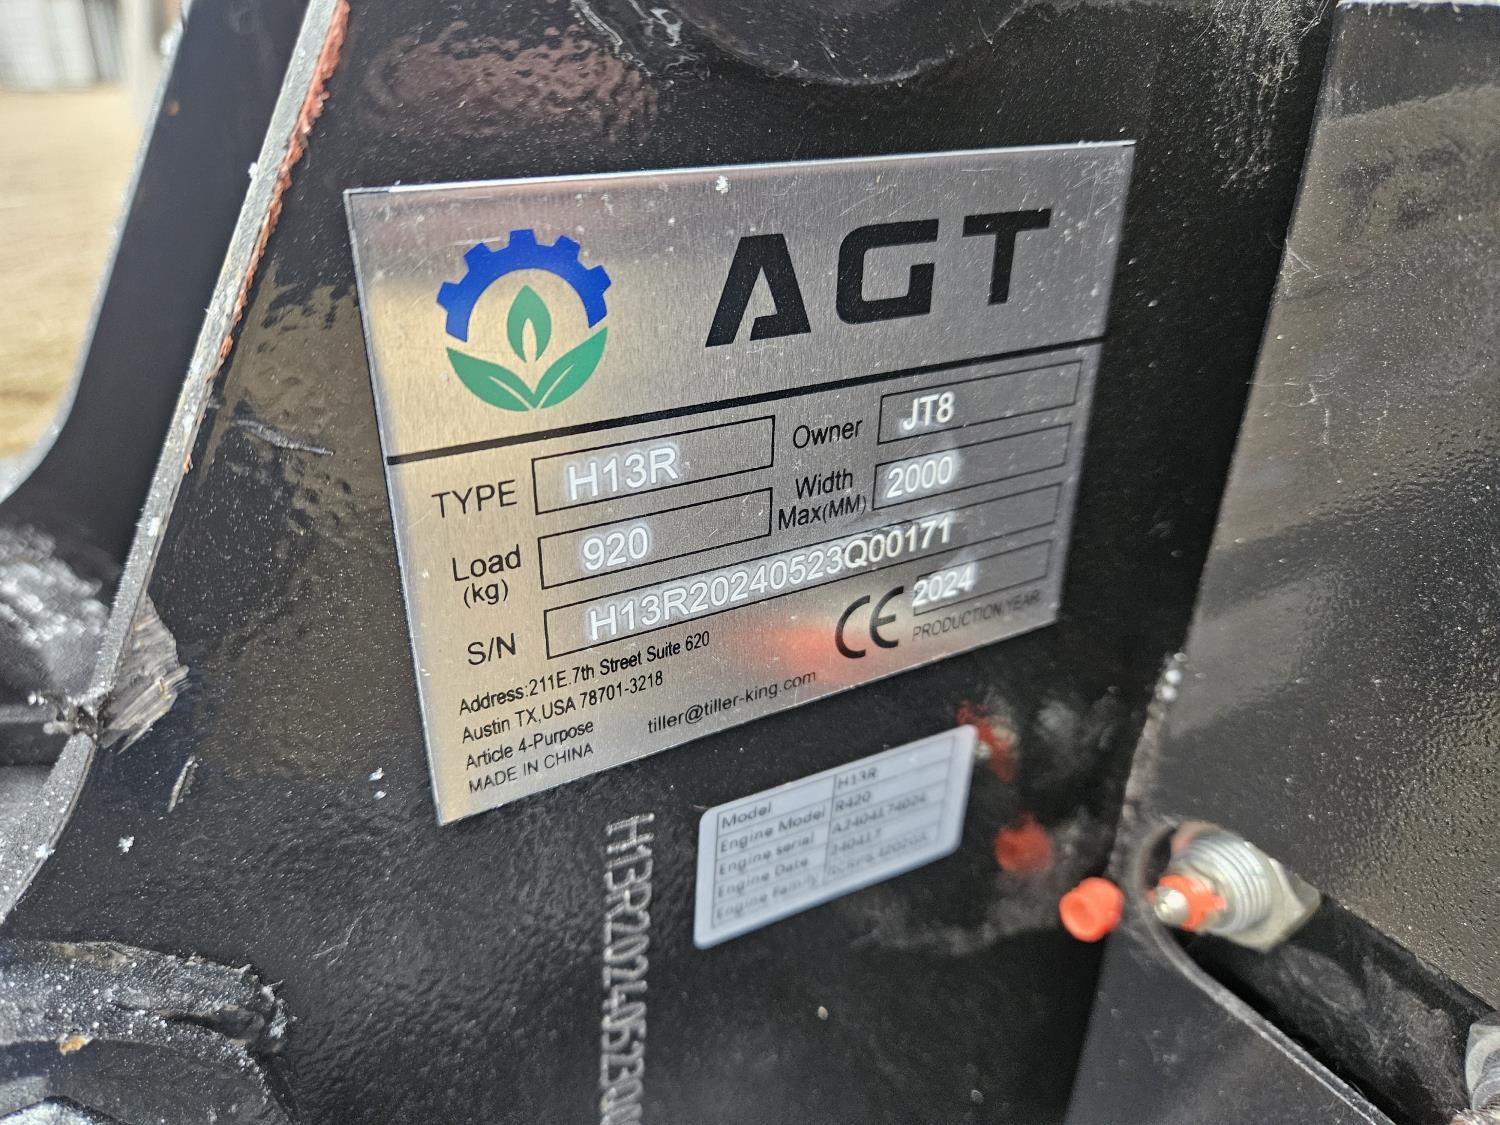 AGT
TYPE H13R Owner JT8
Load (kg) 920 Width Max(MM) 2000
S/N H13R20240523Q00171
CE 2024
PRODUCTION YEAR
Address:211E.7th Street Suite 620
Austin TX,USA 78701-3218
Article 4-Purpose
MADE IN CHINA
tiller@tiller-king.com
Model H13R
Engine Model R420
Engine serial
Engine Date 240417
Engine Family
H13R20240523Q